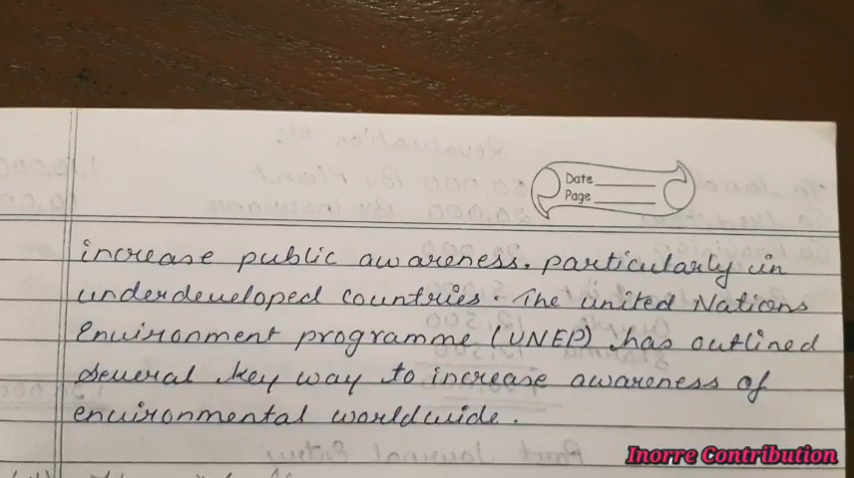 Date
Page
increase public awareness, particularly in
underdeveloped countries. The United Nations
Environment programme (UNEP) has outlined
several key way to increase awareness of
environmental worldwide.
Inorre Contribution